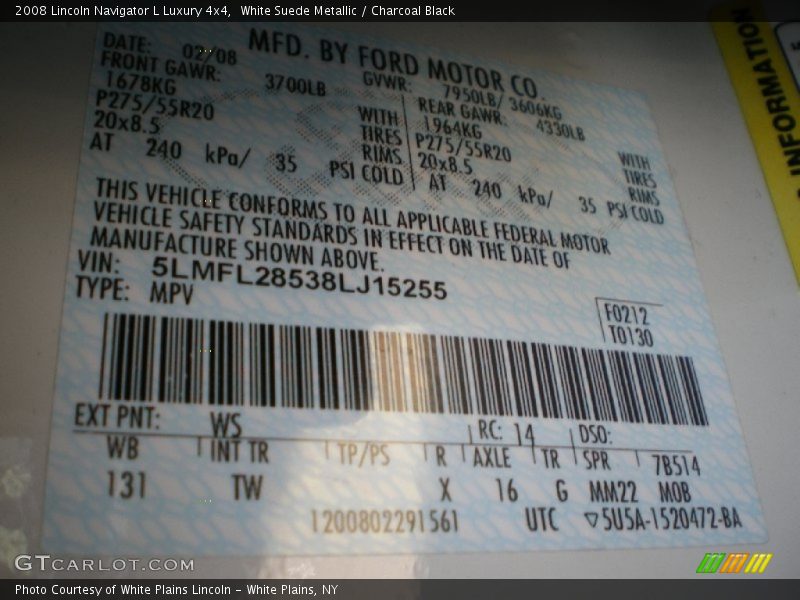 2008 Lincoln Navigator L Luxury 4x4,  White Suede Metallic / Charcoal Black
MFD. BY FORD MOTOR CO.
DATE: 02/08 GVWR: 7950LB/ 3606KG
FRONT GAWR: 3700LB REAR GAWR: 4330LB
1678KG WITH 1964KG WITH
P275/55R20 TIRES P275/55R20 TIRES
20x8.5 RIMS 20x8.5 RIMS
AT 240 kPa/ 35 PSI COLD AT 240 kPa/ 35 PSI COLD
THIS VEHICLE CONFORMS TO ALL APPLICABLE FEDERAL MOTOR
VEHICLE SAFETY STANDARDS IN EFFECT ON THE DATE OF
MANUFACTURE SHOWN ABOVE.
VIN: 5LMFL28538LJ15255
TYPE: MPV
F0212
T0130
EXT PNT: WS RC: 14 DSO:
WB INT TR TP/PS R AXLE TR SPR 7B514
131 TW X 16 G MM22 MOB
1200802291561 UTC ▽5U5A-1520472-BA
INFORMATION
GTCARLOT.COM
Photo Courtesy of White Plains Lincoln - White Plains, NY